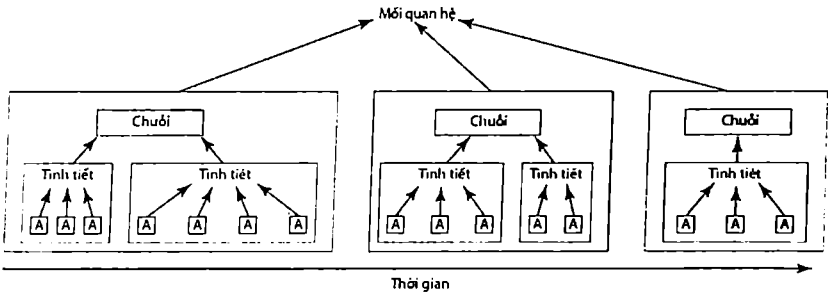 Mối quan hệ
Chuỗi
Chuỗi
Chuỗi
Tình tiết
Tình tiết
Tình tiết
Tình tiết
Tình tiết
A A A A A A A A A A A A A A A
Thời gian